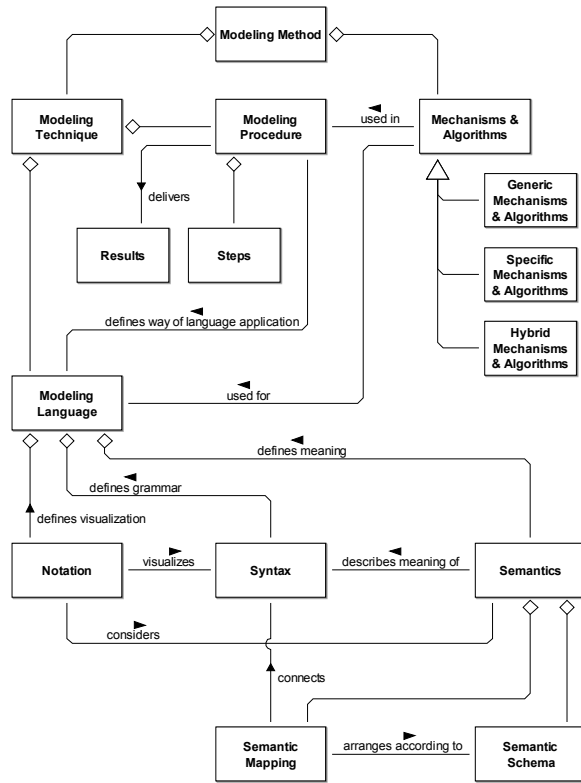 Modeling Method
Modeling
Technique
Modeling
Procedure
used in
Mechanisms &
Algorithms
delivers
Generic
Mechanisms
& Algorithms
Results
Steps
Specific
Mechanisms
& Algorithms
defines way of language application
Hybrid
Mechanisms
& Algorithms
Modeling
Language
used for
defines meaning
defines grammar
defines visualization
Notation
visualizes
Syntax
describes meaning of
Semantics
considers
connects
Semantic
Mapping
arranges according to
Semantic
Schema